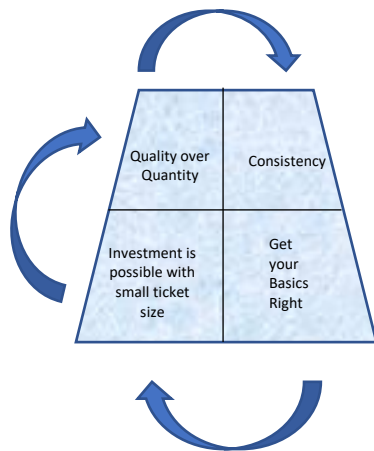 Quality over
Quantity
Consistency
Investment is
possible with
small ticket
size
Get
your
Basics
Right